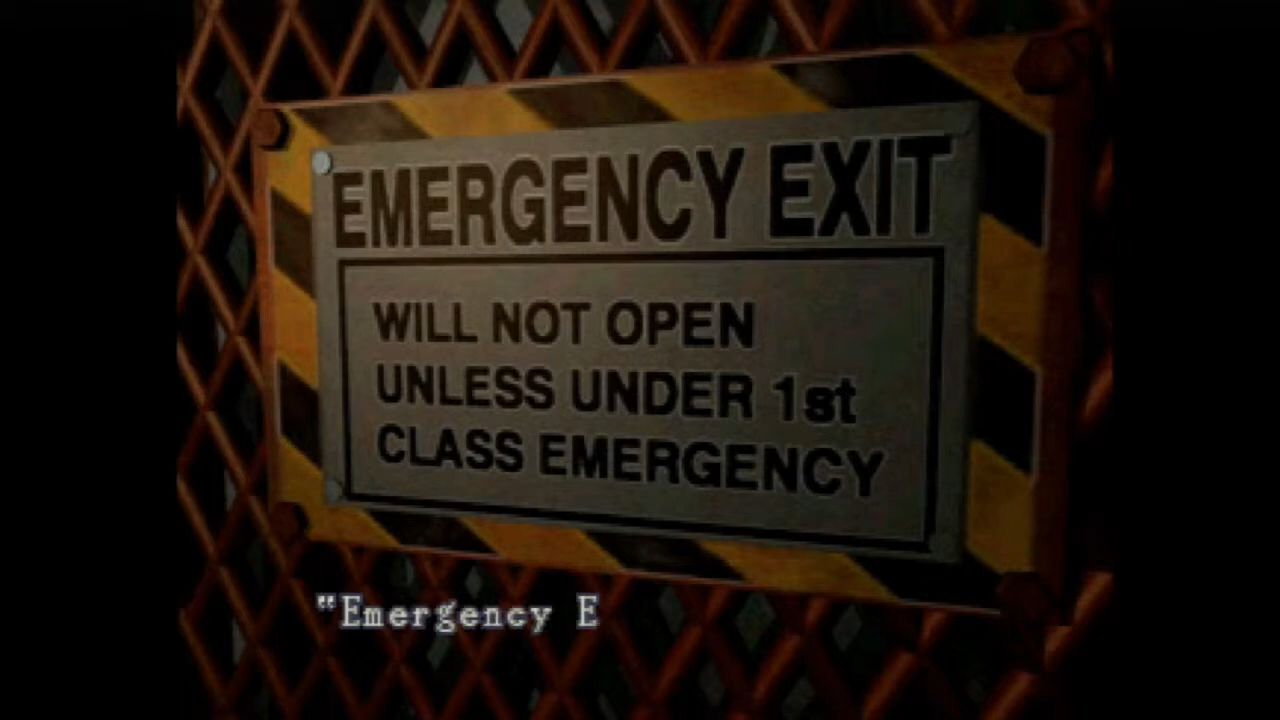 EMERGENCY EXIT
WILL NOT OPEN
UNLESS UNDER 1st
CLASS EMERGENCY
"Emergency E